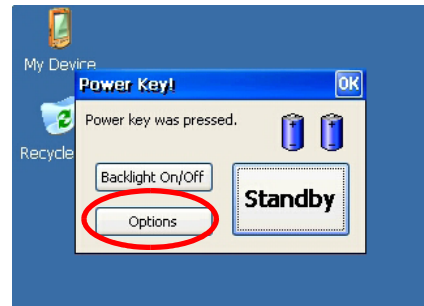 My Device
Power Key!
OK
Power key was pressed.
Recycle
Backlight On/Off
Standby
Options